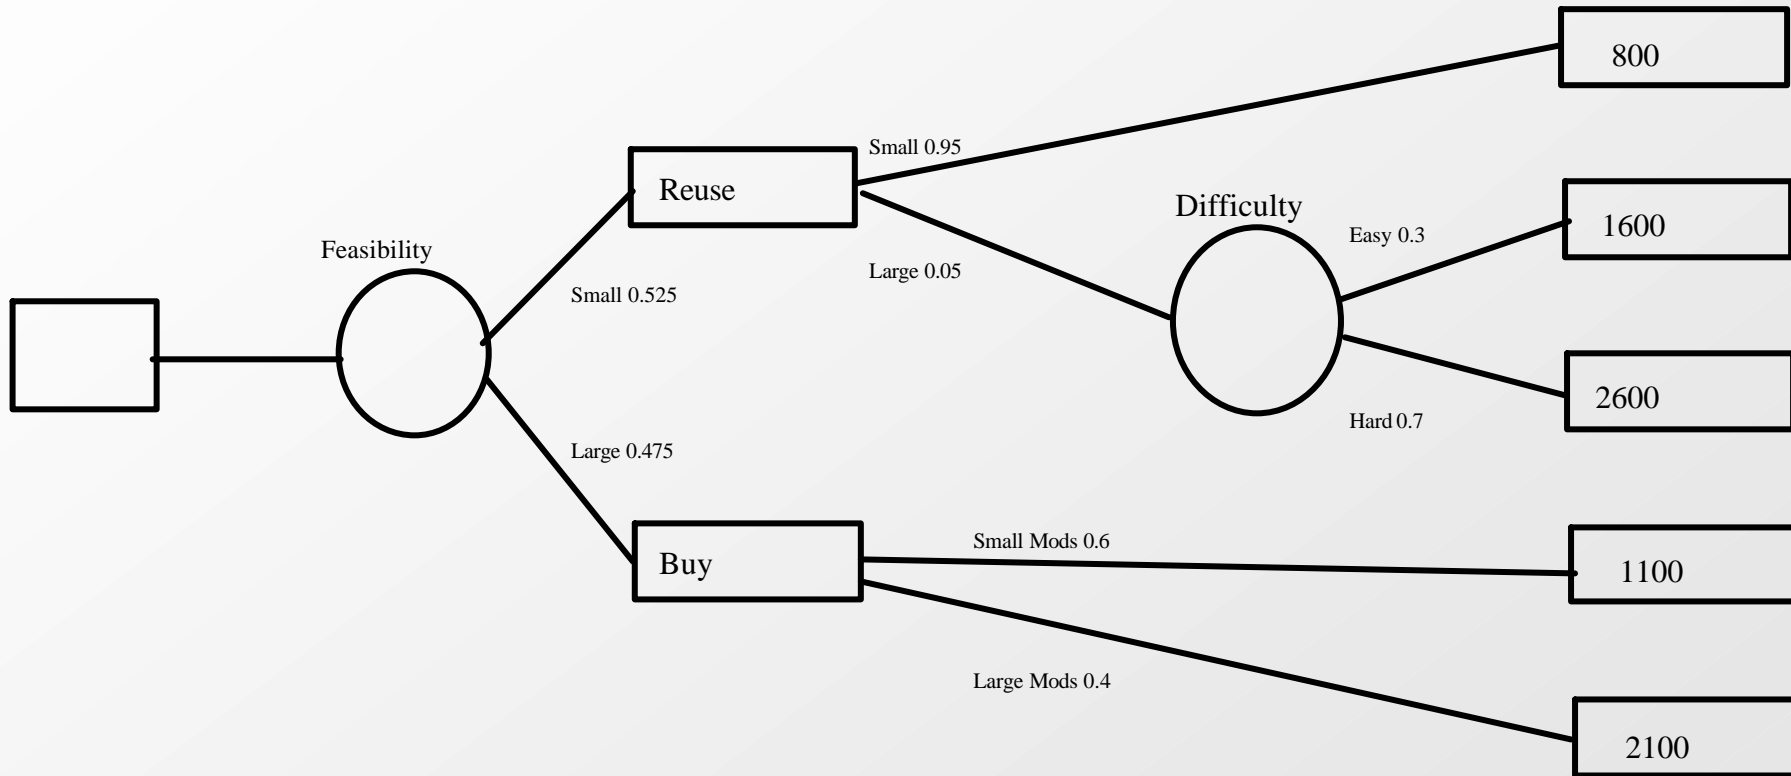 800
Small 0.95
Reuse
Difficulty
1600
Easy 0.3
Feasibility
Large 0.05
Small 0.525
2600
Hard 0.7
Large 0.475
Small Mods 0.6
Buy
1100
Large Mods 0.4
2100